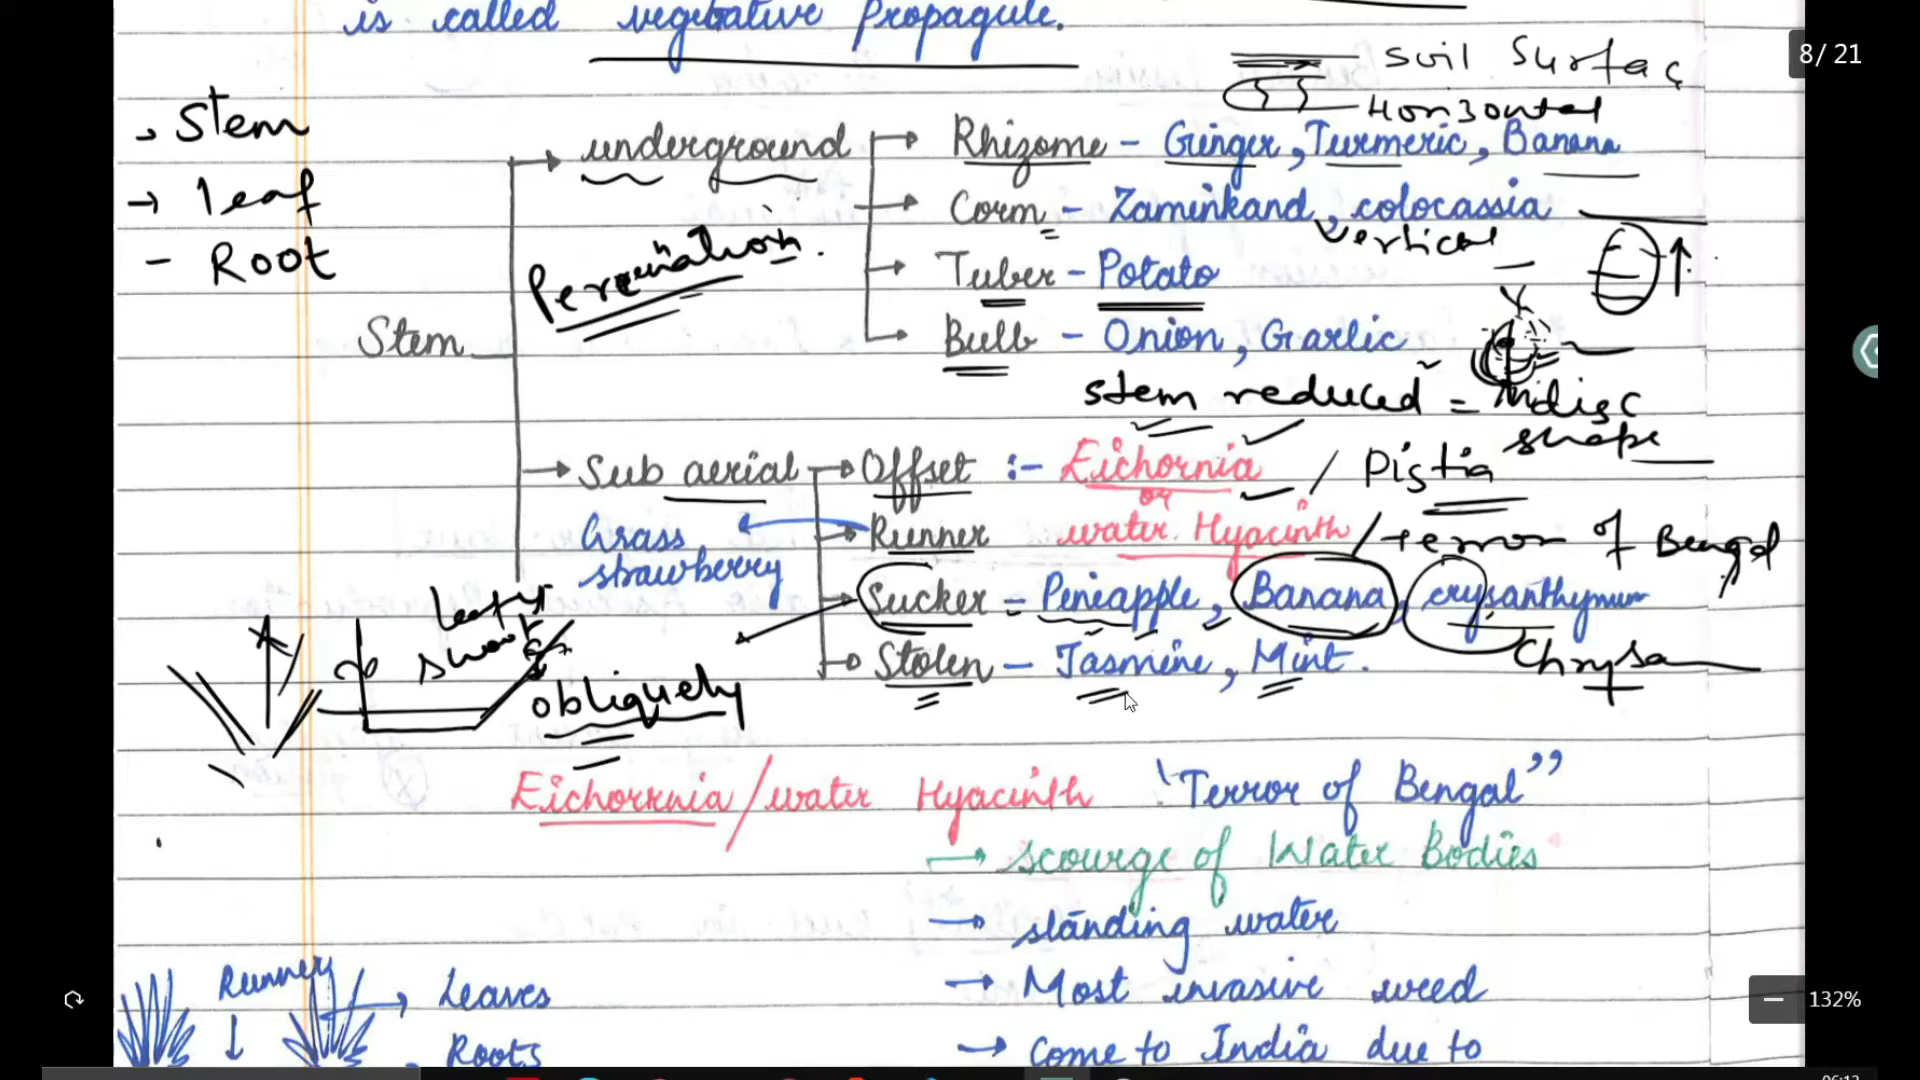 is called vegetative Propagule.
8 / 21
soil Surfac
Horizontal
→ Stem
→ leaf
- Root
underground
Rhizome - Ginger, Turmeric, Banana
Corm - Zaminkand, colocassia
vertical
Perennation.
Tuber - Potato
Stem
Bulb - Onion, Garlic
stem reduced = in disc
shape
Sub aerial
Offset :- Eichornia / Pistia
or
Grass
Runner
water Hyacinth / terror of Bengal
strawberry
Sucker - Pineapple, Banana, crysanthymum
leafy
shoot
Stolen - Jasmine, Mint.
Chrysa
obliquely
Eichorrnia / water Hyacinth "Terror of Bengal"
→ scourge of Water Bodies
→ standing water
Runner
→ Leaves
→ Most invasive weed
132%
Roots
→ Come to India due to